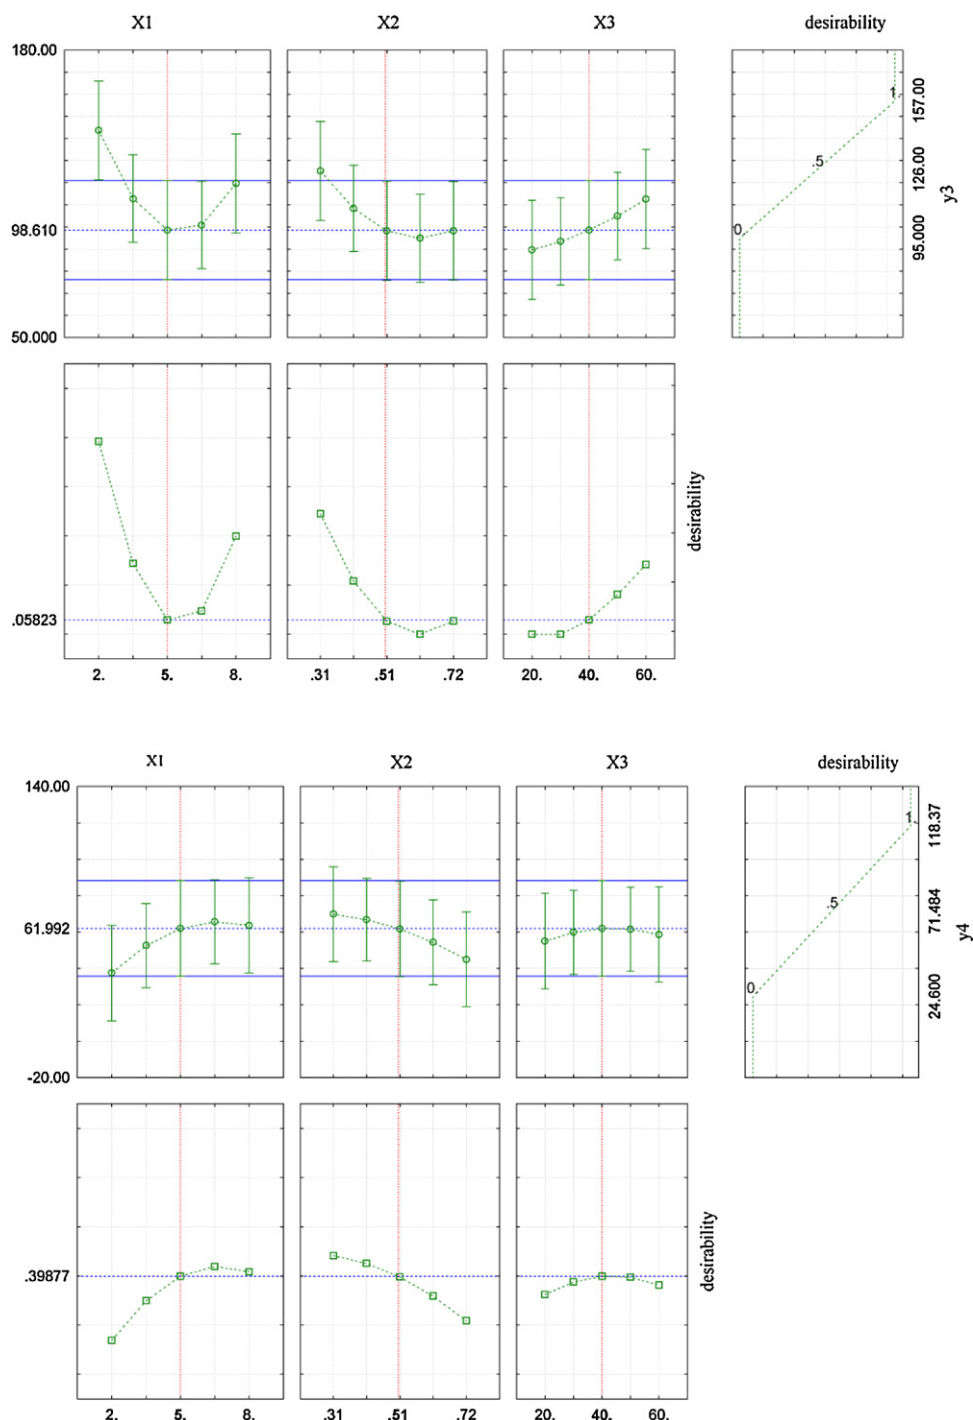 X1 X2 X3 desirability
180.00
98.610
50.000
0 .5 1.
95.000 126.00 157.00
y3
.05823
desirability
2. 5. 8. .31 .51 .72 20. 40. 60.
X1 X2 X3 desirability
140.00
61.992
-20.00
0 .5 1.
24.600 71.484 118.37
y4
.39877
desirability
2. 5. 8. .31 .51 .72 20. 40. 60.